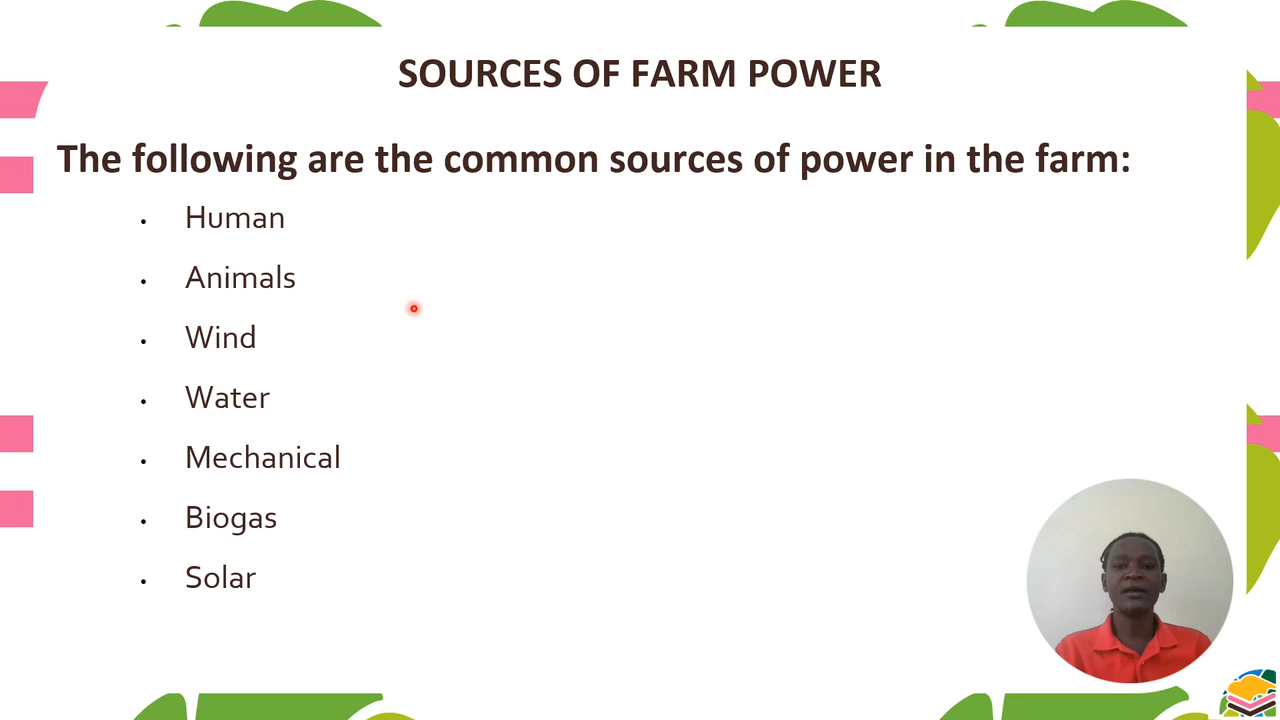 SOURCES OF FARM POWER
The following are the common sources of power in the farm:
• Human
• Animals
• Wind
• Water
• Mechanical
• Biogas
• Solar